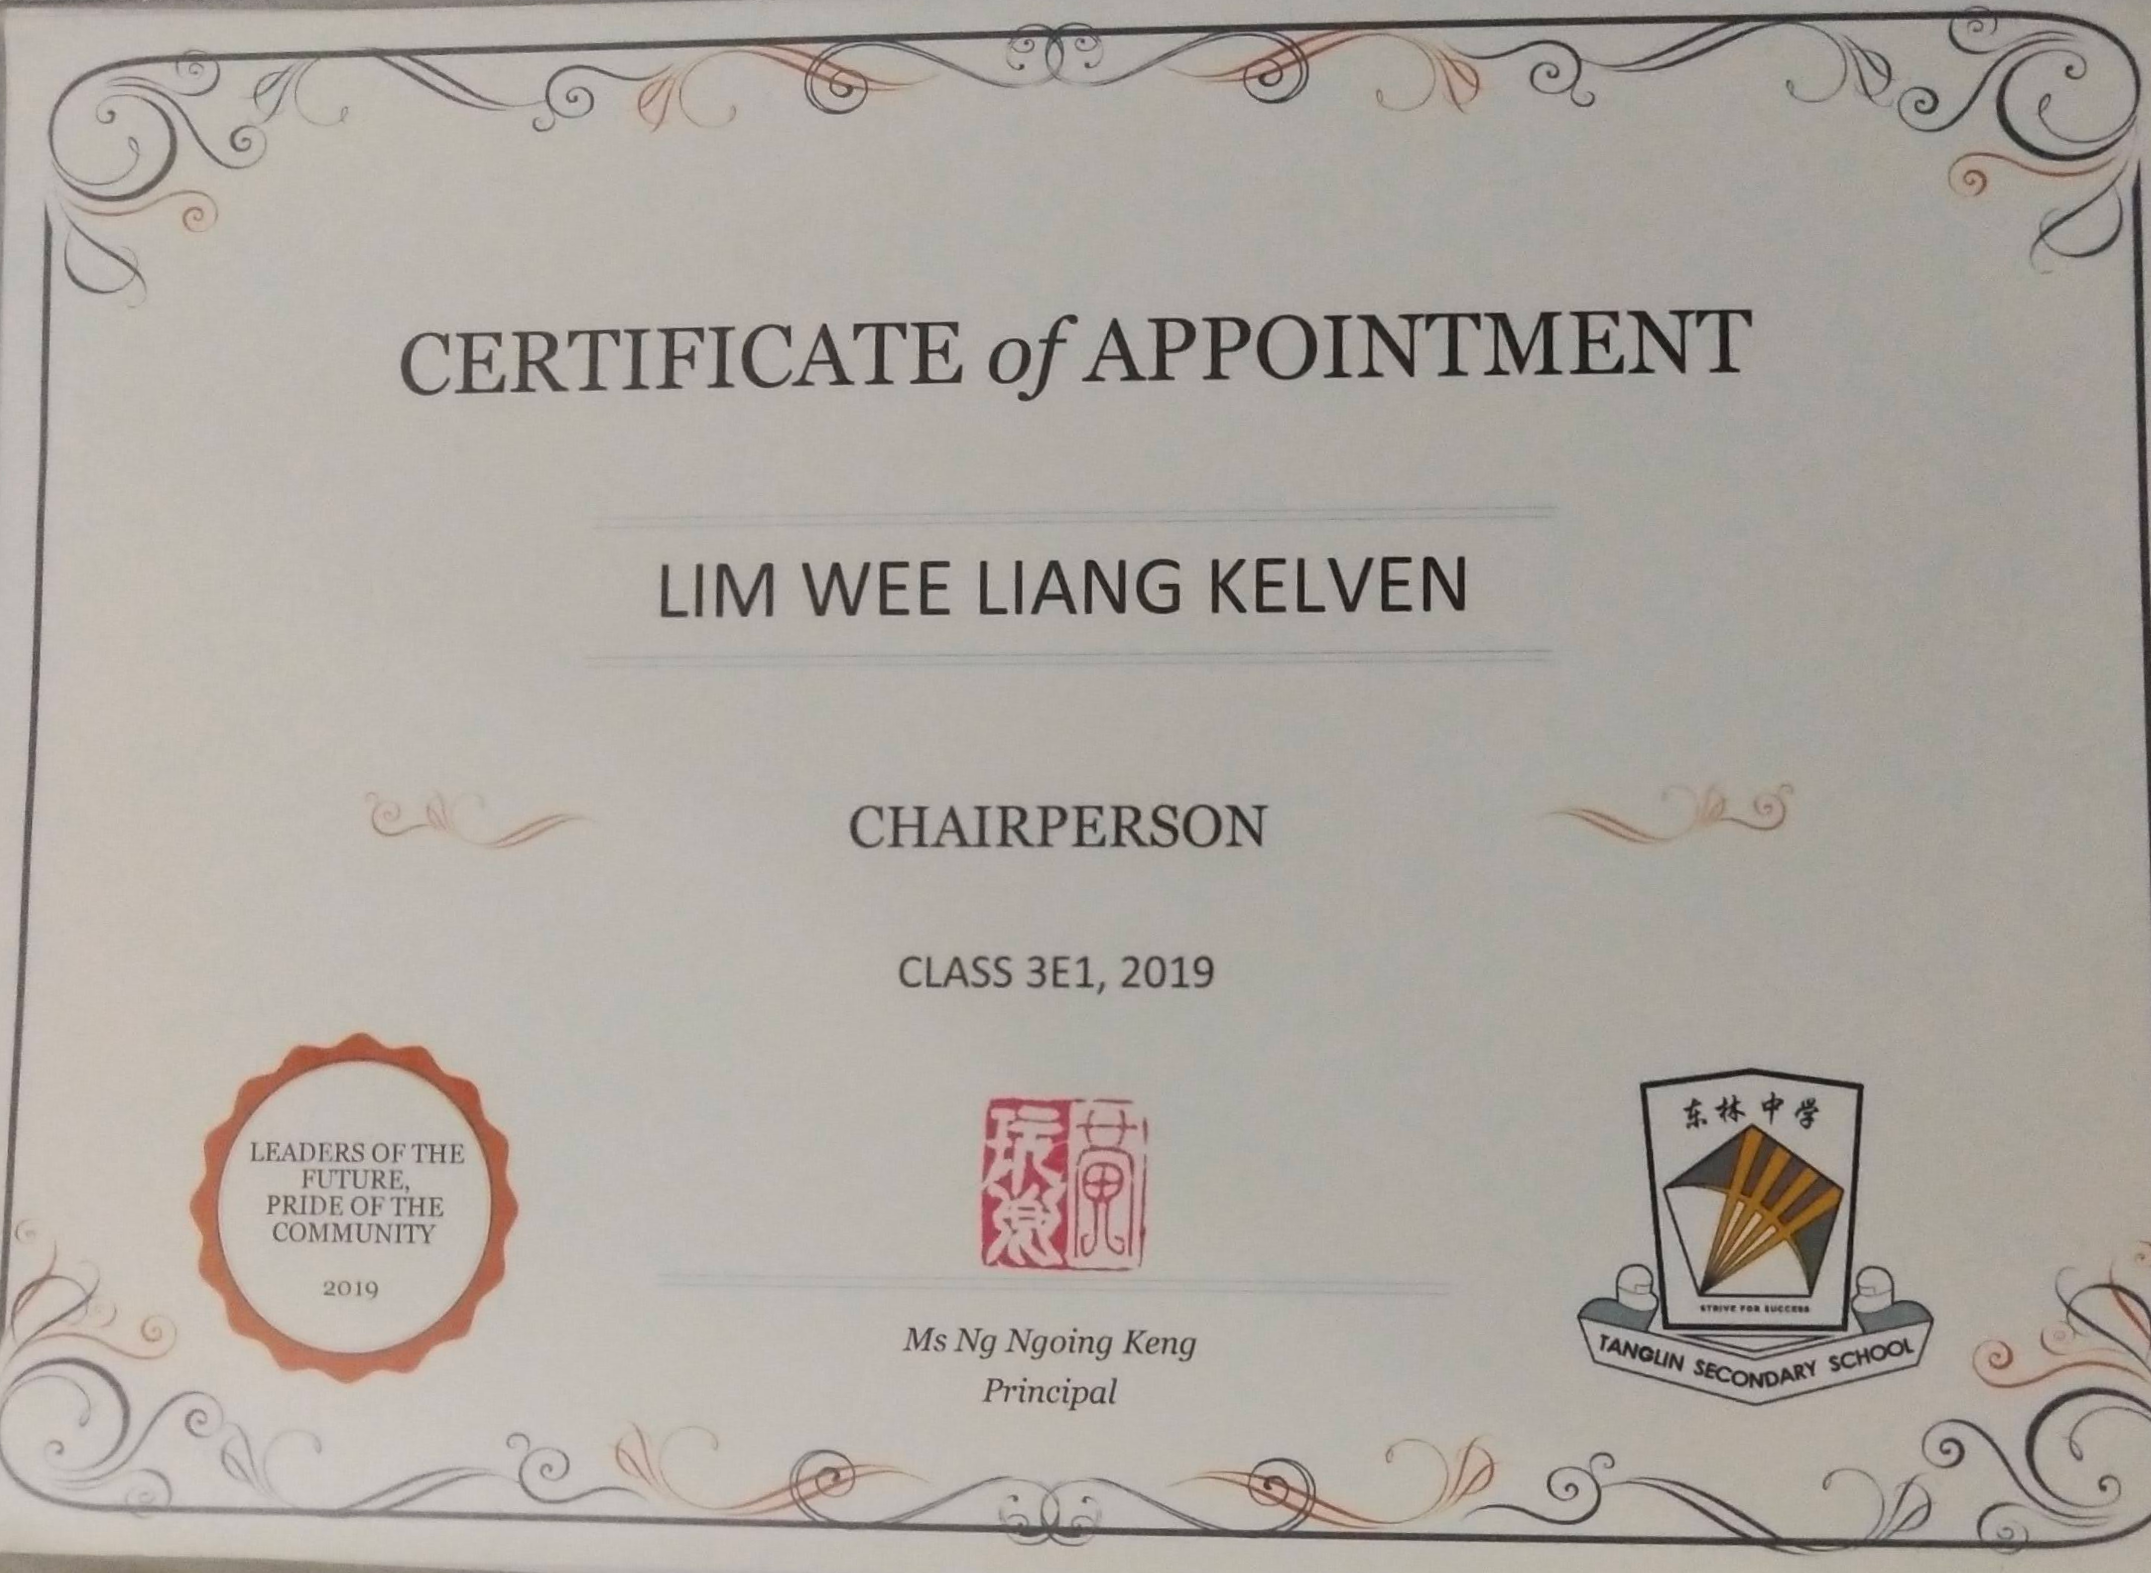 CERTIFICATE of APPOINTMENT
LIM WEE LIANG KELVEN
CHAIRPERSON
CLASS 3E1, 2019
LEADERS OF THE
FUTURE,
PRIDE OF THE
COMMUNITY
2019
黄
Ms Ng Ngoing Keng
Principal
东林中学
STRIVE FOR SUCCESS
TANGLIN SECONDARY SCHOOL